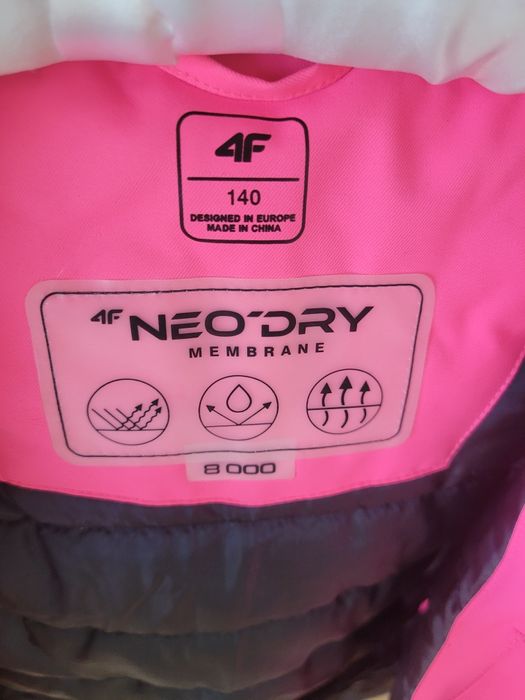 4F
140
DESIGNED IN EUROPE
MADE IN CHINA
4F NEO'DRY
MEMBRANE
8 000